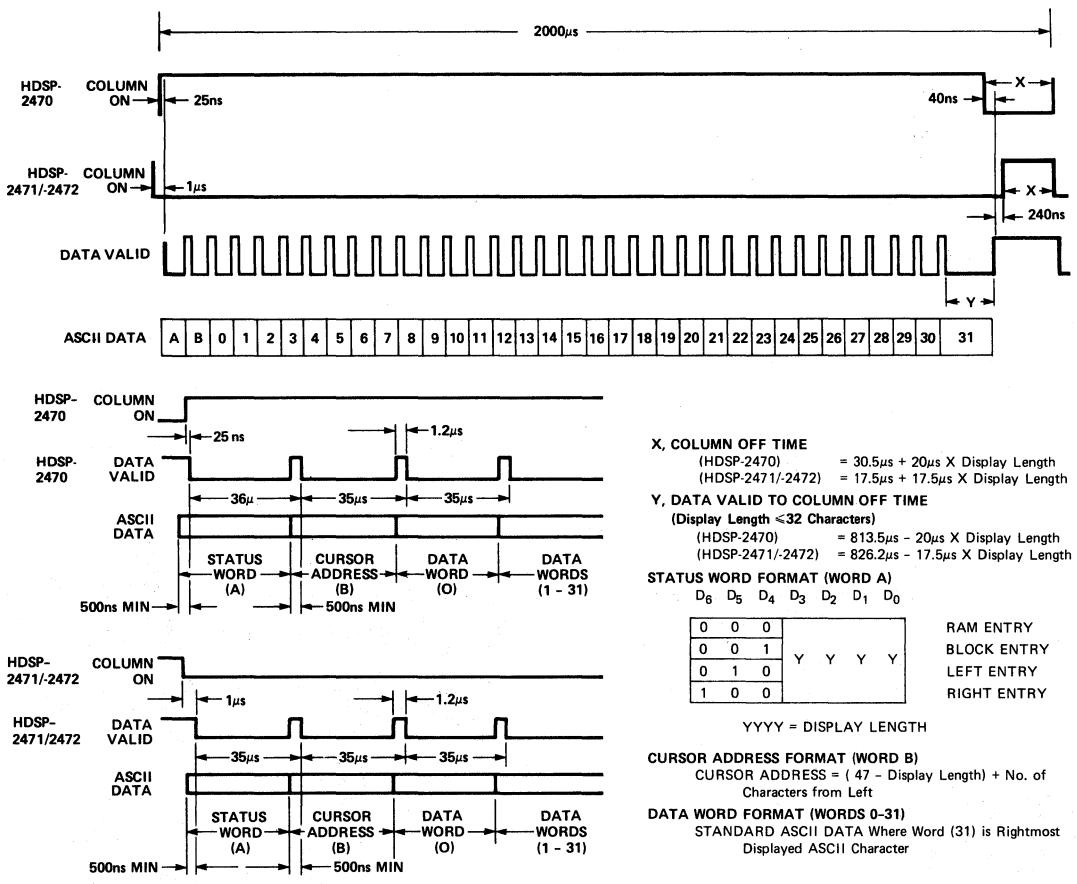 2000µs
HDSP-
2470
COLUMN
ON
25ns
40ns
X
HDSP-
2471/-2472
COLUMN
ON
1µs
X
240ns
DATA VALID
Y
ASCII DATA A B 0 1 2 3 4 5 6 7 8 9 10 11 12 13 14 15 16 17 18 19 20 21 22 23 24 25 26 27 28 29 30 31
HDSP-
2470
COLUMN
ON
25 ns
1.2µs
HDSP-
2470
DATA
VALID
36µ 35µs 35µs
ASCII
DATA
STATUS
WORD
(A)
CURSOR
ADDRESS
(B)
DATA
WORD
(O)
DATA
WORDS
(1 – 31)
500ns MIN
500ns MIN
HDSP-
2471/-2472
COLUMN
ON
1µs
1.2µs
HDSP-
2471/2472
DATA
VALID
35µs 35µs 35µs
ASCII
DATA
STATUS
WORD
(A)
CURSOR
ADDRESS
(B)
DATA
WORD
(O)
DATA
WORDS
(1 – 31)
500ns MIN
500ns MIN
X, COLUMN OFF TIME
(HDSP-2470) = 30.5µs + 20µs X Display Length
(HDSP-2471/-2472) = 17.5µs + 17.5µs X Display Length
Y, DATA VALID TO COLUMN OFF TIME
(Display Length ⩽32 Characters)
(HDSP-2470) = 813.5µs – 20µs X Display Length
(HDSP-2471/-2472) = 826.2µs – 17.5µs X Display Length
STATUS WORD FORMAT (WORD A)
D6 D5 D4 D3 D2 D1 D0
0 0 0 RAM ENTRY
0 0 1 BLOCK ENTRY
Y Y Y Y
0 1 0 LEFT ENTRY
1 0 0 RIGHT ENTRY
YYYY = DISPLAY LENGTH
CURSOR ADDRESS FORMAT (WORD B)
CURSOR ADDRESS = ( 47 – Display Length) + No. of
Characters from Left
DATA WORD FORMAT (WORDS 0–31)
STANDARD ASCII DATA Where Word (31) is Rightmost
Displayed ASCII Character